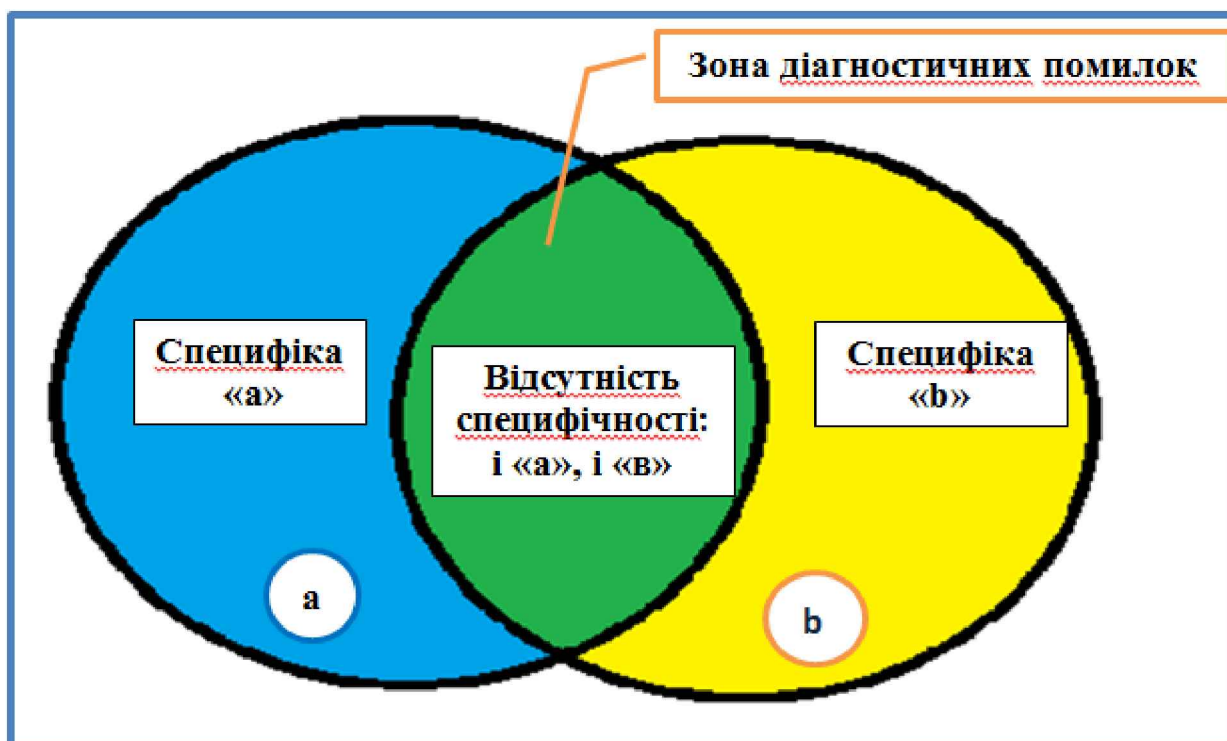 Зона діагностичних помилок
Специфіка
«а»
Відсутність
специфічності:
і «а», і «в»
Специфіка
«b»
а
b